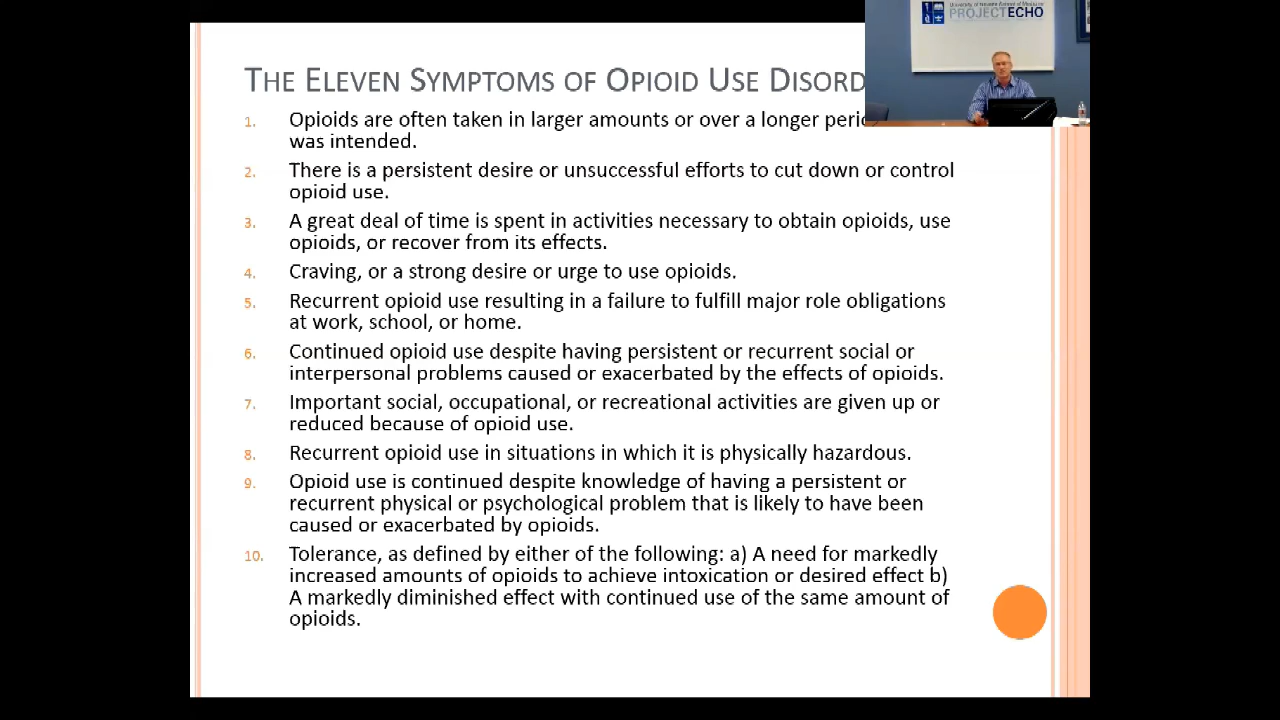 University of Nevada School of Medicine
PROJECT ECHO
THE ELEVEN SYMPTOMS OF OPIOID USE DISORD
1. Opioids are often taken in larger amounts or over a longer
was intended.
2. There is a persistent desire or unsuccessful efforts to cut down or control
opioid use.
3. A great deal of time is spent in activities necessary to obtain opioids, use
opioids, or recover from its effects.
4. Craving, or a strong desire or urge to use opioids.
5. Recurrent opioid use resulting in a failure to fulfill major role obligations
at work, school, or home.
6. Continued opioid use despite having persistent or recurrent social or
interpersonal problems caused or exacerbated by the effects of opioids.
7. Important social, occupational, or recreational activities are given up or
reduced because of opioid use.
8. Recurrent opioid use in situations in which it is physically hazardous.
9. Opioid use is continued despite knowledge of having a persistent or
recurrent physical or psychological problem that is likely to have been
caused or exacerbated by opioids.
10. Tolerance, as defined by either of the following: a) A need for markedly
increased amounts of opioids to achieve intoxication or desired effect b)
A markedly diminished effect with continued use of the same amount of
opioids.